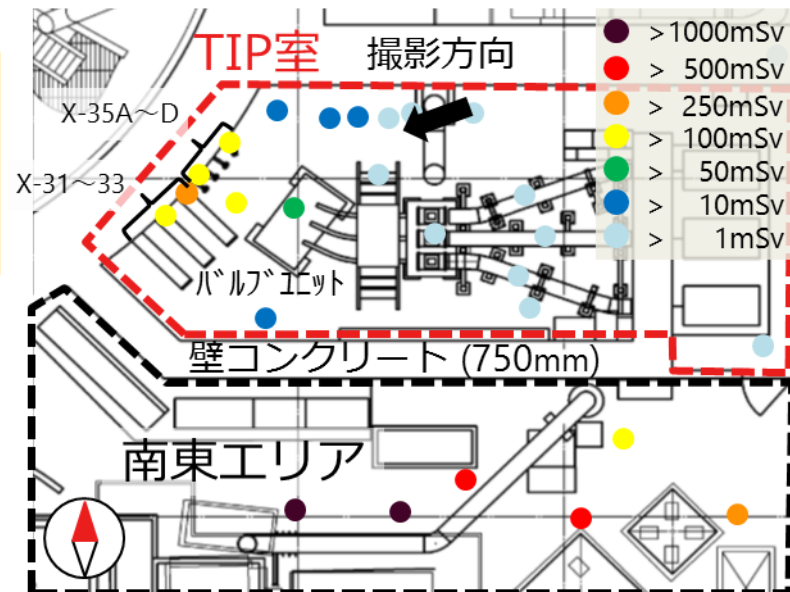 TIP室
撮影方向
X-35A～D
X-31～33
ﾊﾞﾙﾌﾞﾕﾆｯﾄ
壁コンクリート (750mm)
南東エリア
> 1000mSv
> 500mSv
> 250mSv
> 100mSv
> 50mSv
> 10mSv
> 1mSv